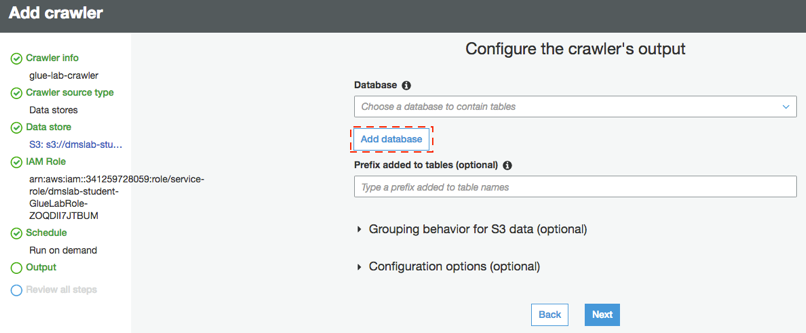 Add crawler
Crawler info
glue-lab-crawler
Crawler source type
Data stores
Data store
S3: s3://dmslab-stu...
IAM Role
arn:aws:iam::341259728059:role/service-
role/dmslab-student-
GlueLabRole-
ZOQDII7JTBUM
Schedule
Run on demand
Output
Review all steps
Configure the crawler's output
Database
Choose a database to contain tables
Add database
Prefix added to tables (optional)
Type a prefix added to table names
Grouping behavior for S3 data (optional)
Configuration options (optional)
Back
Next